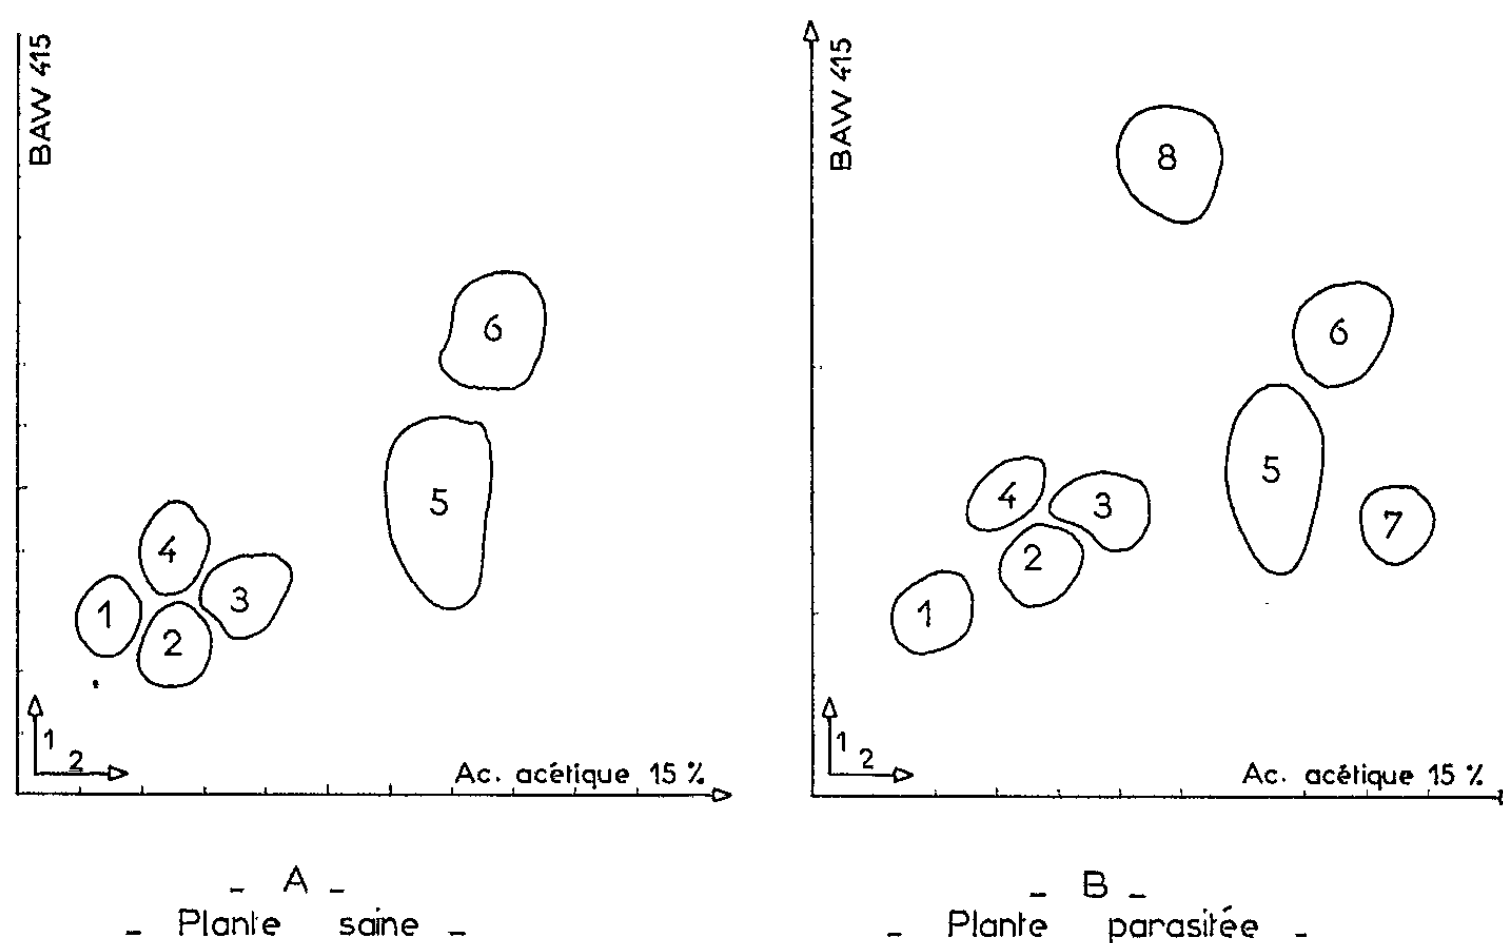 BAW 415
6
5
4
1
3
2
1
2
Ac. acétique 15 %
_ A _
_ Plante saine _
BAW 415
8
6
5
4
3
7
2
1
1
2
Ac. acétique 15 %
_ B _
_ Plante parasitée _